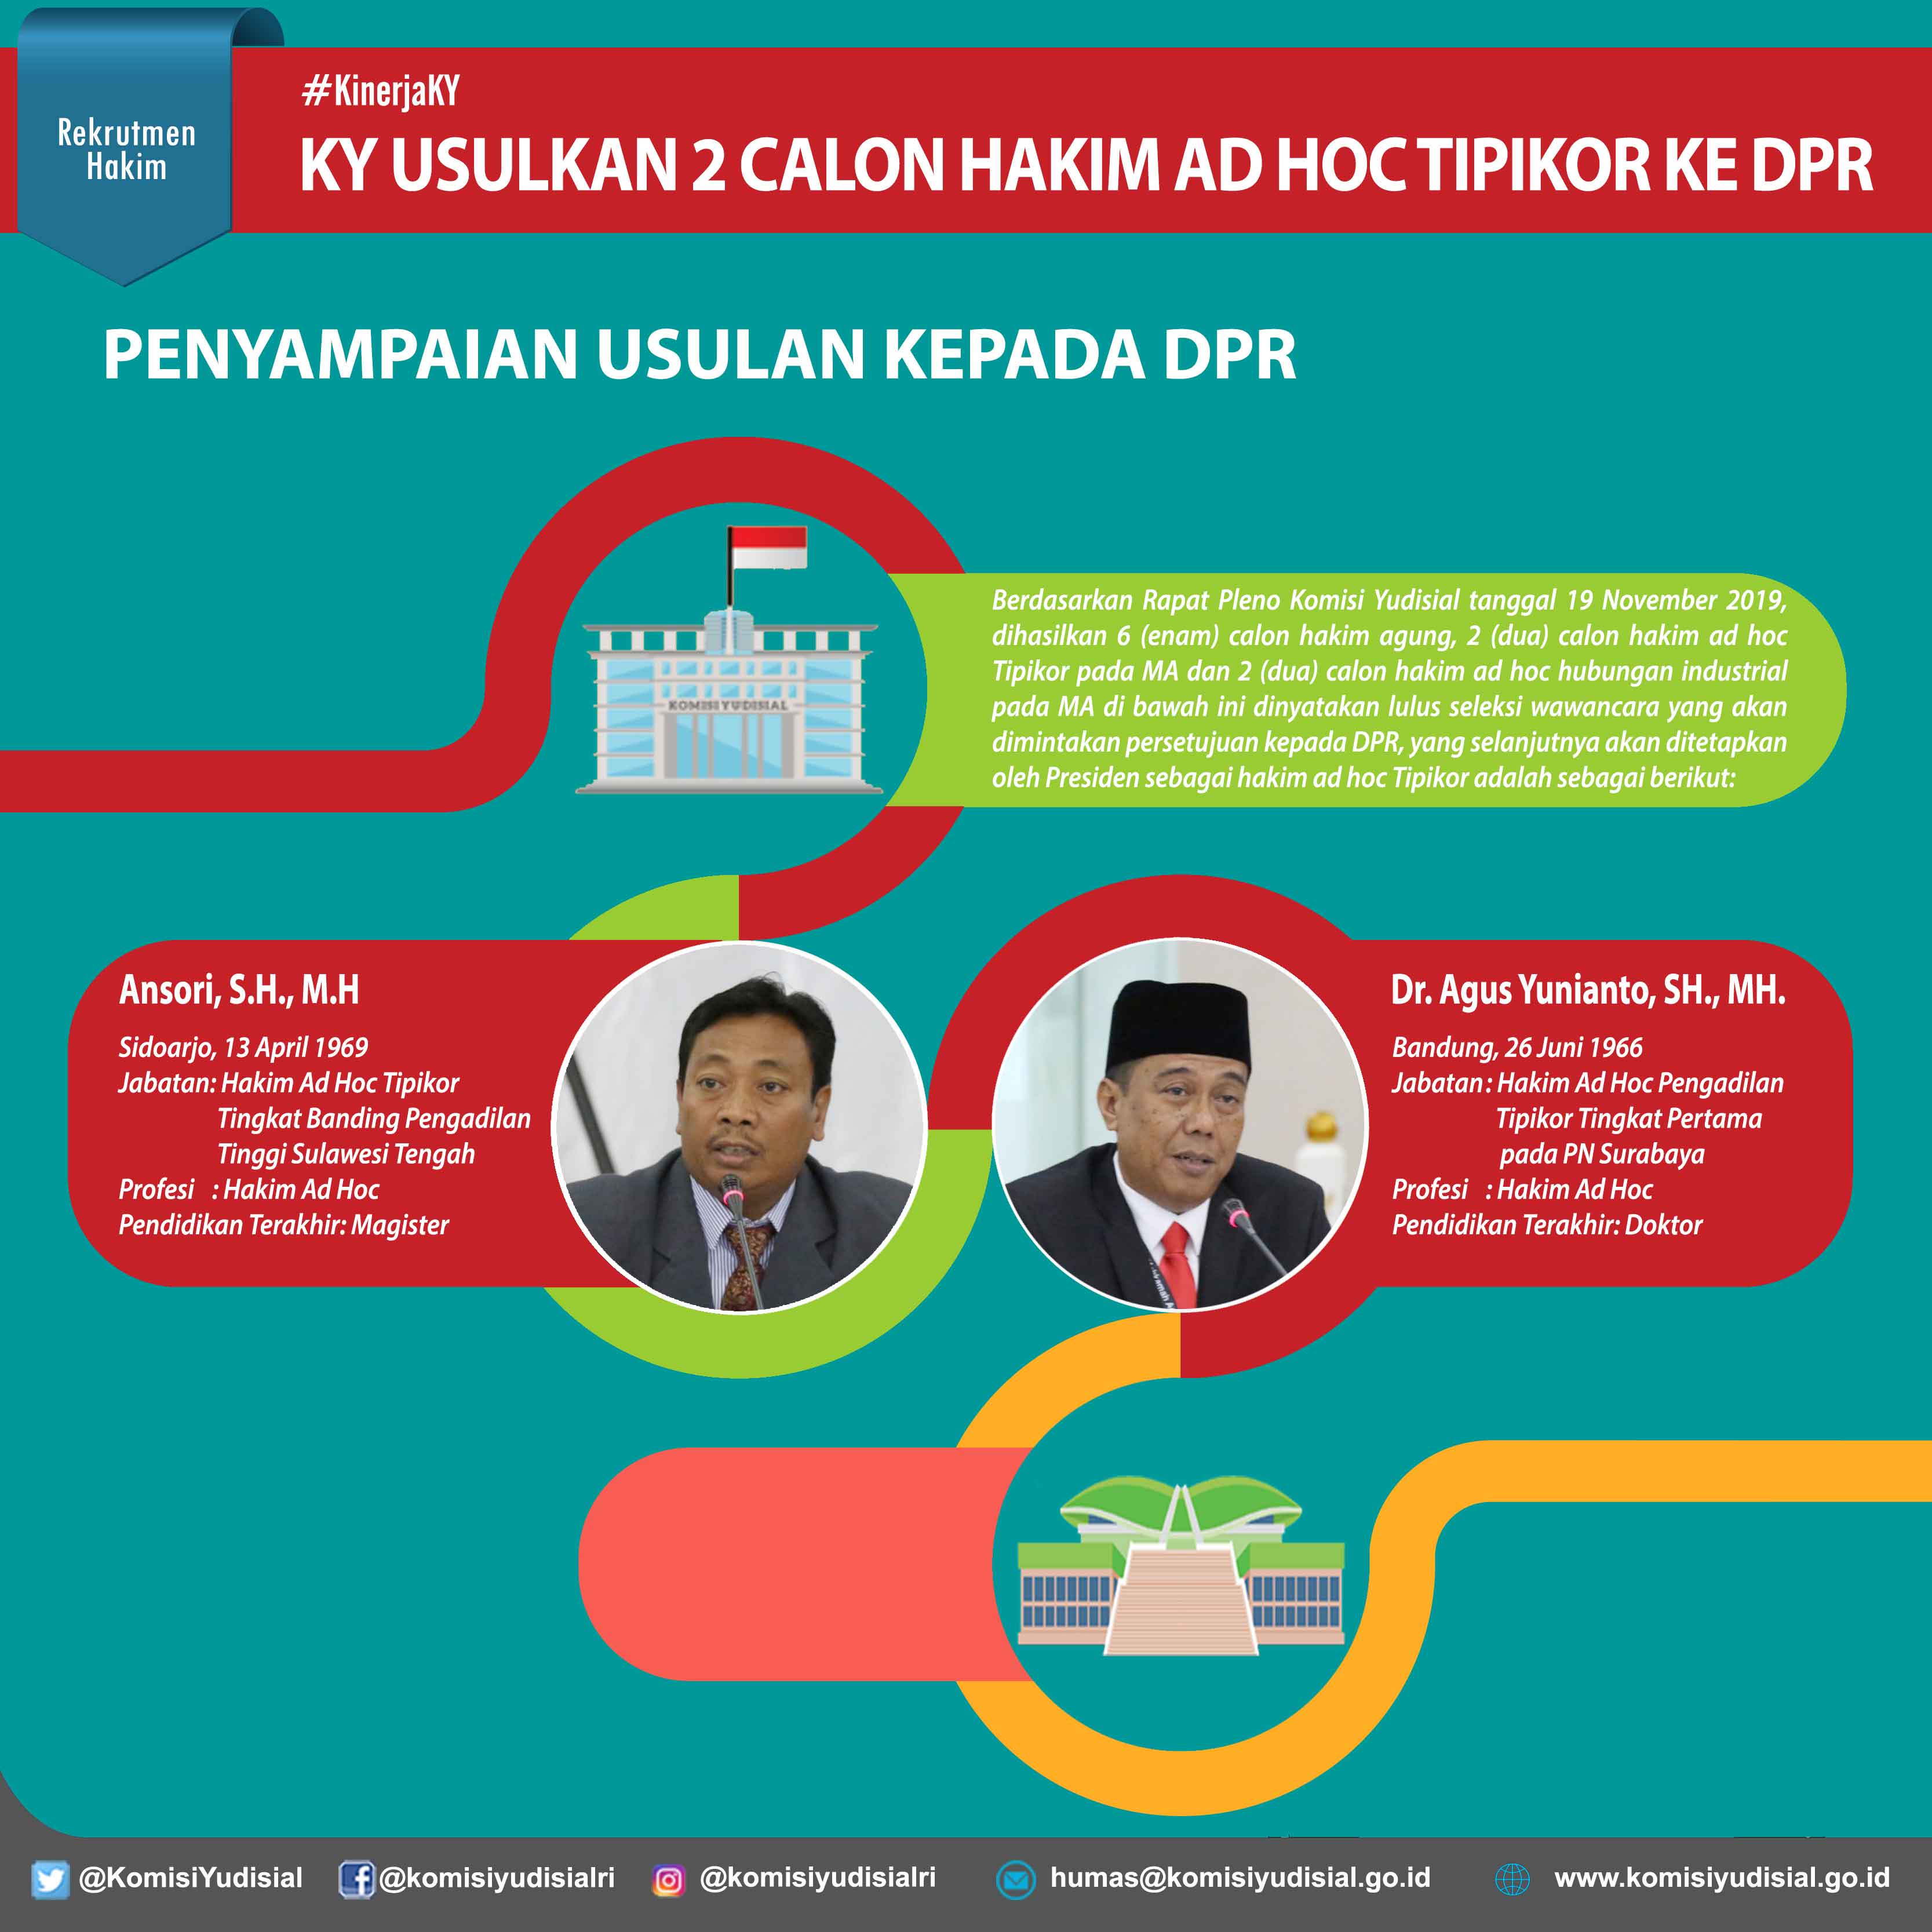 Rekrutmen
Hakim
#KinerjaKY
KY USULKAN 2 CALON HAKIM AD HOC TIPIKOR KE DPR
PENYAMPAIAN USULAN KEPADA DPR
KOMISI YUDISIAL
Berdasarkan Rapat Pleno Komisi Yudisial tanggal 19 November 2019,
dihasilkan 6 (enam) calon hakim agung, 2 (dua) calon hakim ad hoc
Tipikor pada MA dan 2 (dua) calon hakim ad hoc hubungan industrial
pada MA di bawah ini dinyatakan lulus seleksi wawancara yang akan
dimintakan persetujuan kepada DPR, yang selanjutnya akan ditetapkan
oleh Presiden sebagai hakim ad hoc Tipikor adalah sebagai berikut:
Ansori, S.H., M.H
Sidoarjo, 13 April 1969
Jabatan: Hakim Ad Hoc Tipikor
Tingkat Banding Pengadilan
Tinggi Sulawesi Tengah
Profesi : Hakim Ad Hoc
Pendidikan Terakhir: Magister
Dr. Agus Yunianto, SH., MH.
Bandung, 26 Juni 1966
Jabatan : Hakim Ad Hoc Pengadilan
Tipikor Tingkat Pertama
pada PN Surabaya
Profesi : Hakim Ad Hoc
Pendidikan Terakhir: Doktor
@KomisiYudisial
@komisiyudisialri
@komisiyudisialri
humas@komisiyudisial.go.id
www.komisiyudisial.go.id